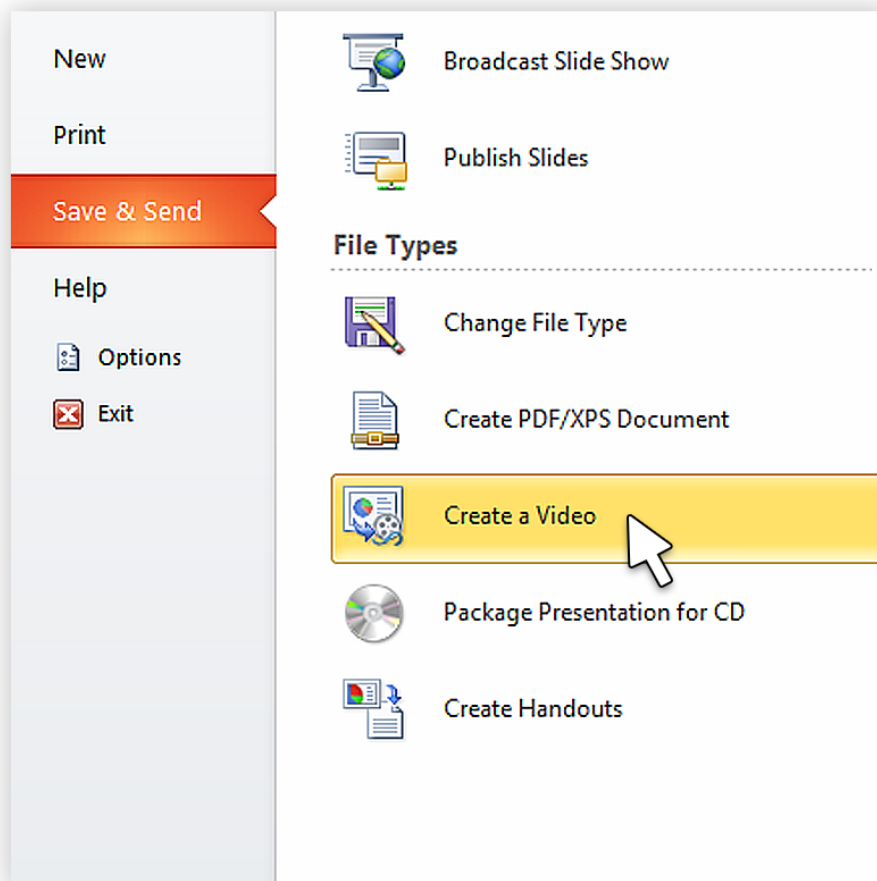 New
Print
Save & Send
Help
Options
Exit
Broadcast Slide Show
Publish Slides
File Types
Change File Type
Create PDF/XPS Document
Create a Video
Package Presentation for CD
Create Handouts